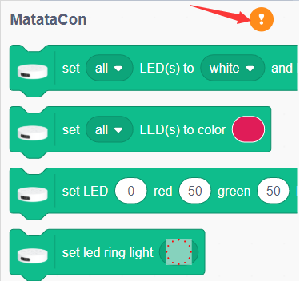 MatataCon
!
set all LED(s) to white and
set all LED(s) to color
set LED 0 red 50 green 50
set led ring light